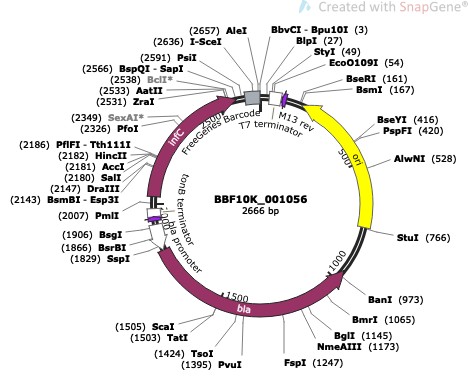 Created with SnapGene®
(2657) AleI
(2636) I-SceI
(2591) PsiI
(2566) BspQI - SapI
(2538) BclI*
(2533) AatII
(2531) ZraI
(2349) SexAI*
(2326) PfoI
(2186) PflFI - Tth111I
(2182) HincII
(2181) AccI
(2180) SalI
(2147) DraIII
(2143) BsmBI - Esp3I
(2007) PmlI
(1906) BsgI
(1866) BsrBI
(1829) SspI
(1505) ScaI
(1503) TatI
(1424) TsoI
(1395) PvuI
BbvCI - Bpu10I (3)
BlpI (27)
StyI (49)
EcoO109I (54)
BseRI (161)
BsmI (167)
BseYI (416)
PspFI (420)
AlwNI (528)
StuI (766)
BanI (973)
BmrI (1065)
BglI (1145)
NmeAIII (1173)
FspI (1247)
FreeGenes Barcode
T7 terminator
M13 rev
ori
bla
bla promoter
tonB terminator
infC
500
1000
1500
2000
2500
BBF10K_001056
2666 bp